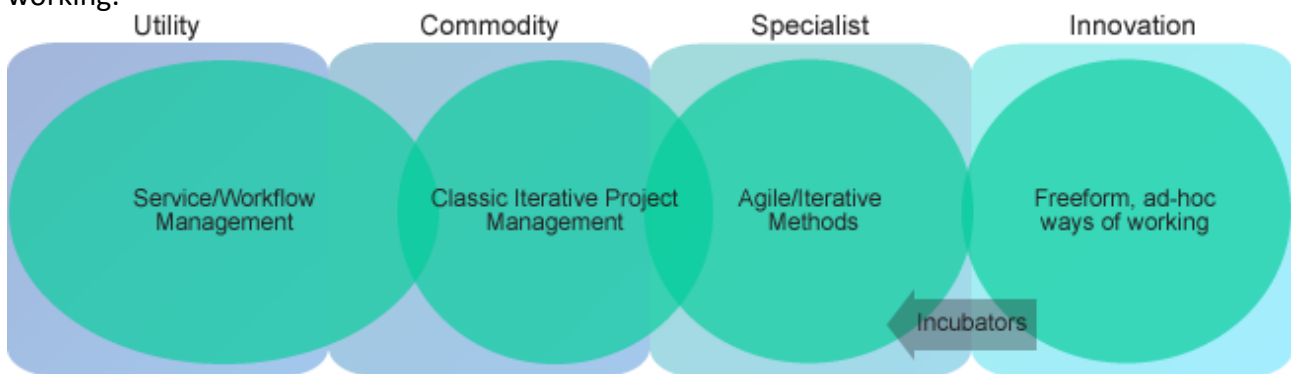 working.
Utility
Commodity
Specialist
Innovation
Service/Workflow
Management
Classic Iterative Project
Management
Agile/Iterative
Methods
Freeform, ad-hoc
ways of working
Incubators